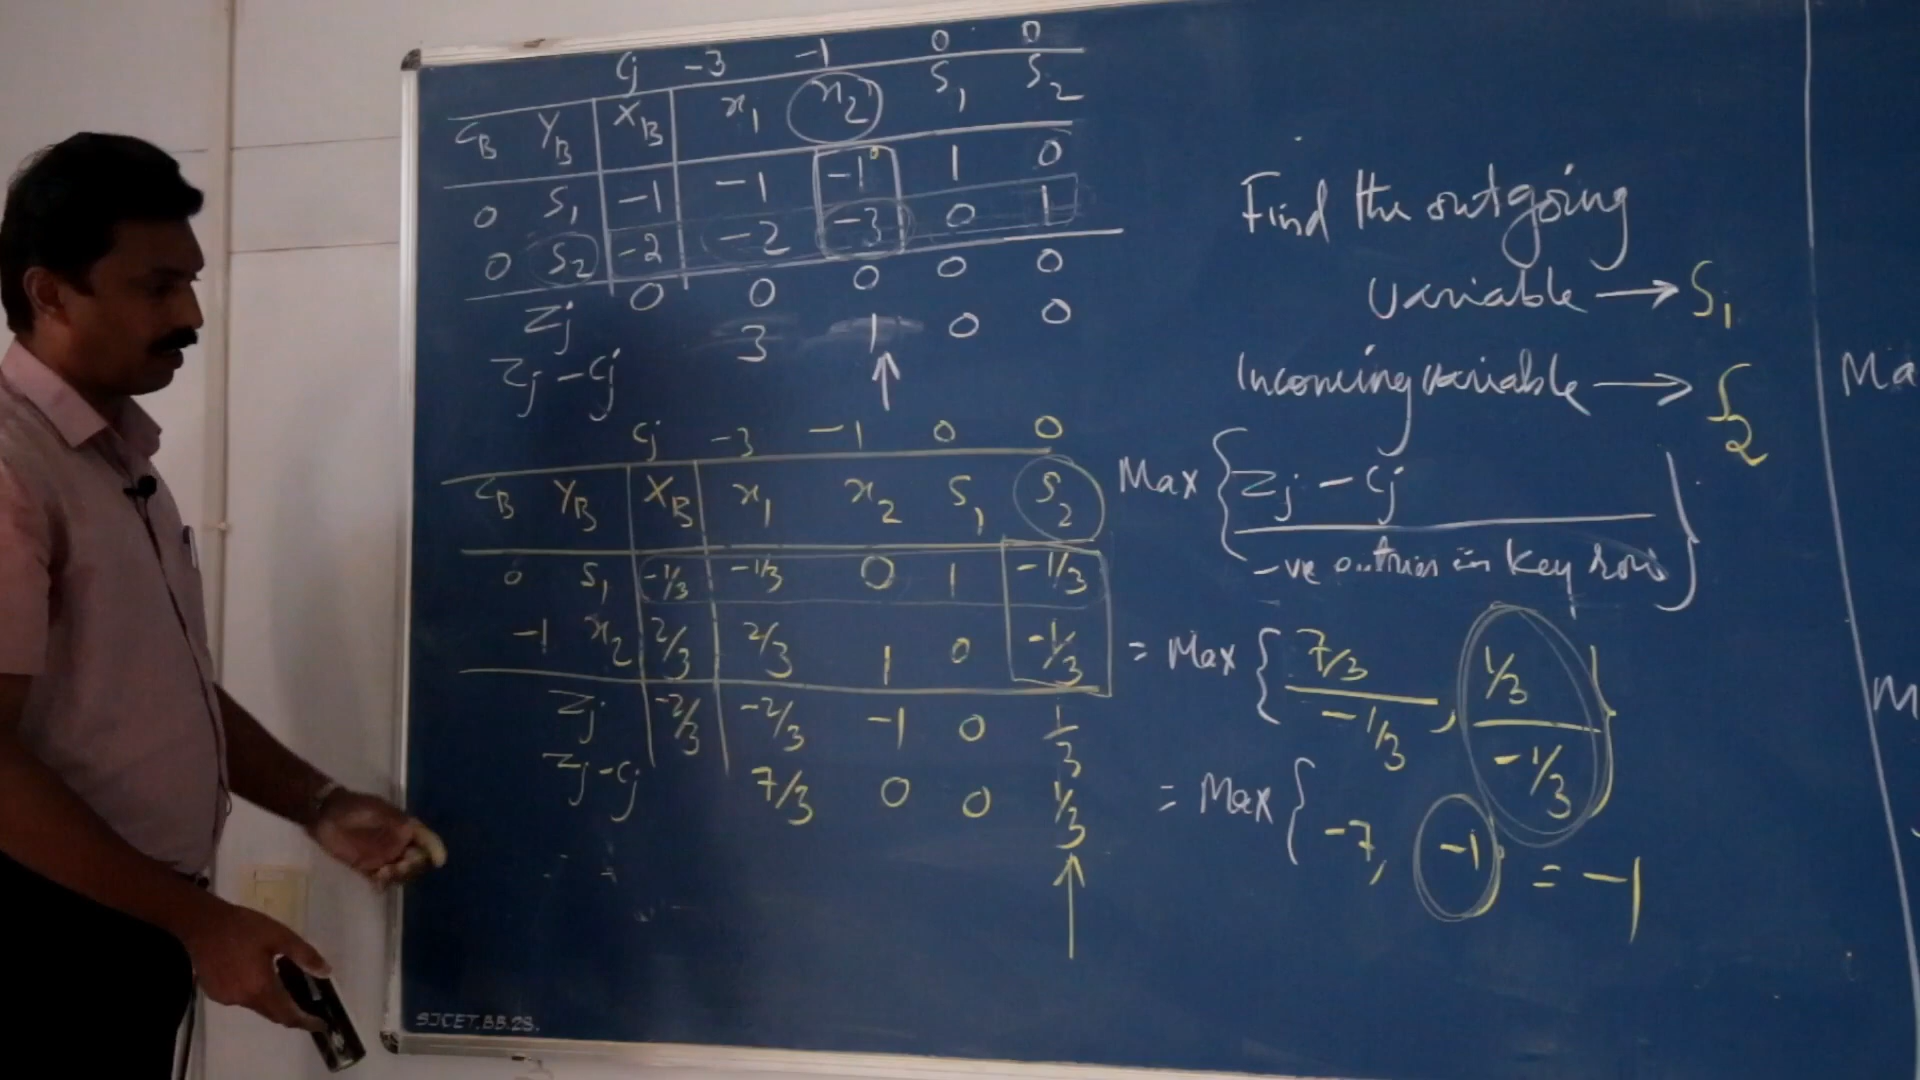 Cj -3 -1 0 0
CB YB XB x1 x2 S1 S2
0 S1 -1 -1 -1 1 0
0 S2 -2 -2 -3 0 1
Zj 0 0 0 0 0
Zj - Cj 3 1 0 0
Cj -3 -1 0 0
CB YB XB x1 x2 S1 S2
0 S1 -1/3 -1/3 0 1 -1/3
-1 x2 2/3 2/3 1 0 -1/3
Zj -2/3 -2/3 -1 0 1/3
Zj - Cj 7/3 0 0 1/3
Find the outgoing
variable → S1
Incoming variable → S2
Max { Zj - Cj
-ve entries in key row }
= Max { 7/3 / -1/3 , 1/3 / -1/3 }
= Max { -7, -1 } = -1
Ma
M
SJCET.BB.28.